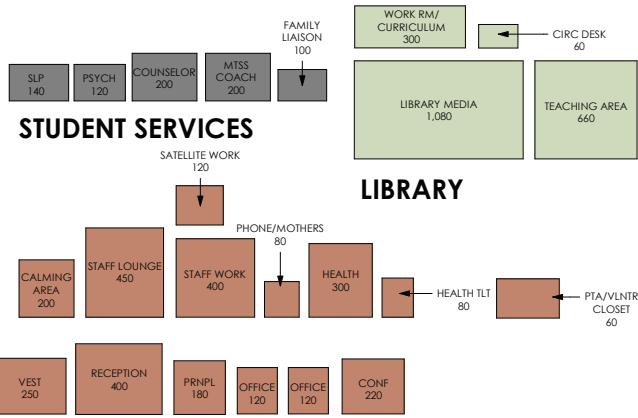 FAMILY
LIAISON
100
SLP
140
PSYCH
120
COUNSELOR
200
MTSS
COACH
200
STUDENT SERVICES
WORK RM/
CURRICULUM
300
CIRC DESK
60
LIBRARY MEDIA
1,080
TEACHING AREA
660
LIBRARY
SATELLITE WORK
120
PHONE/MOTHERS
80
CALMING
AREA
200
STAFF LOUNGE
450
STAFF WORK
400
HEALTH
300
HEALTH TLT
80
PTA/VLNTR
CLOSET
60
VEST
250
RECEPTION
400
PRNPL
180
OFFICE
120
OFFICE
120
CONF
220